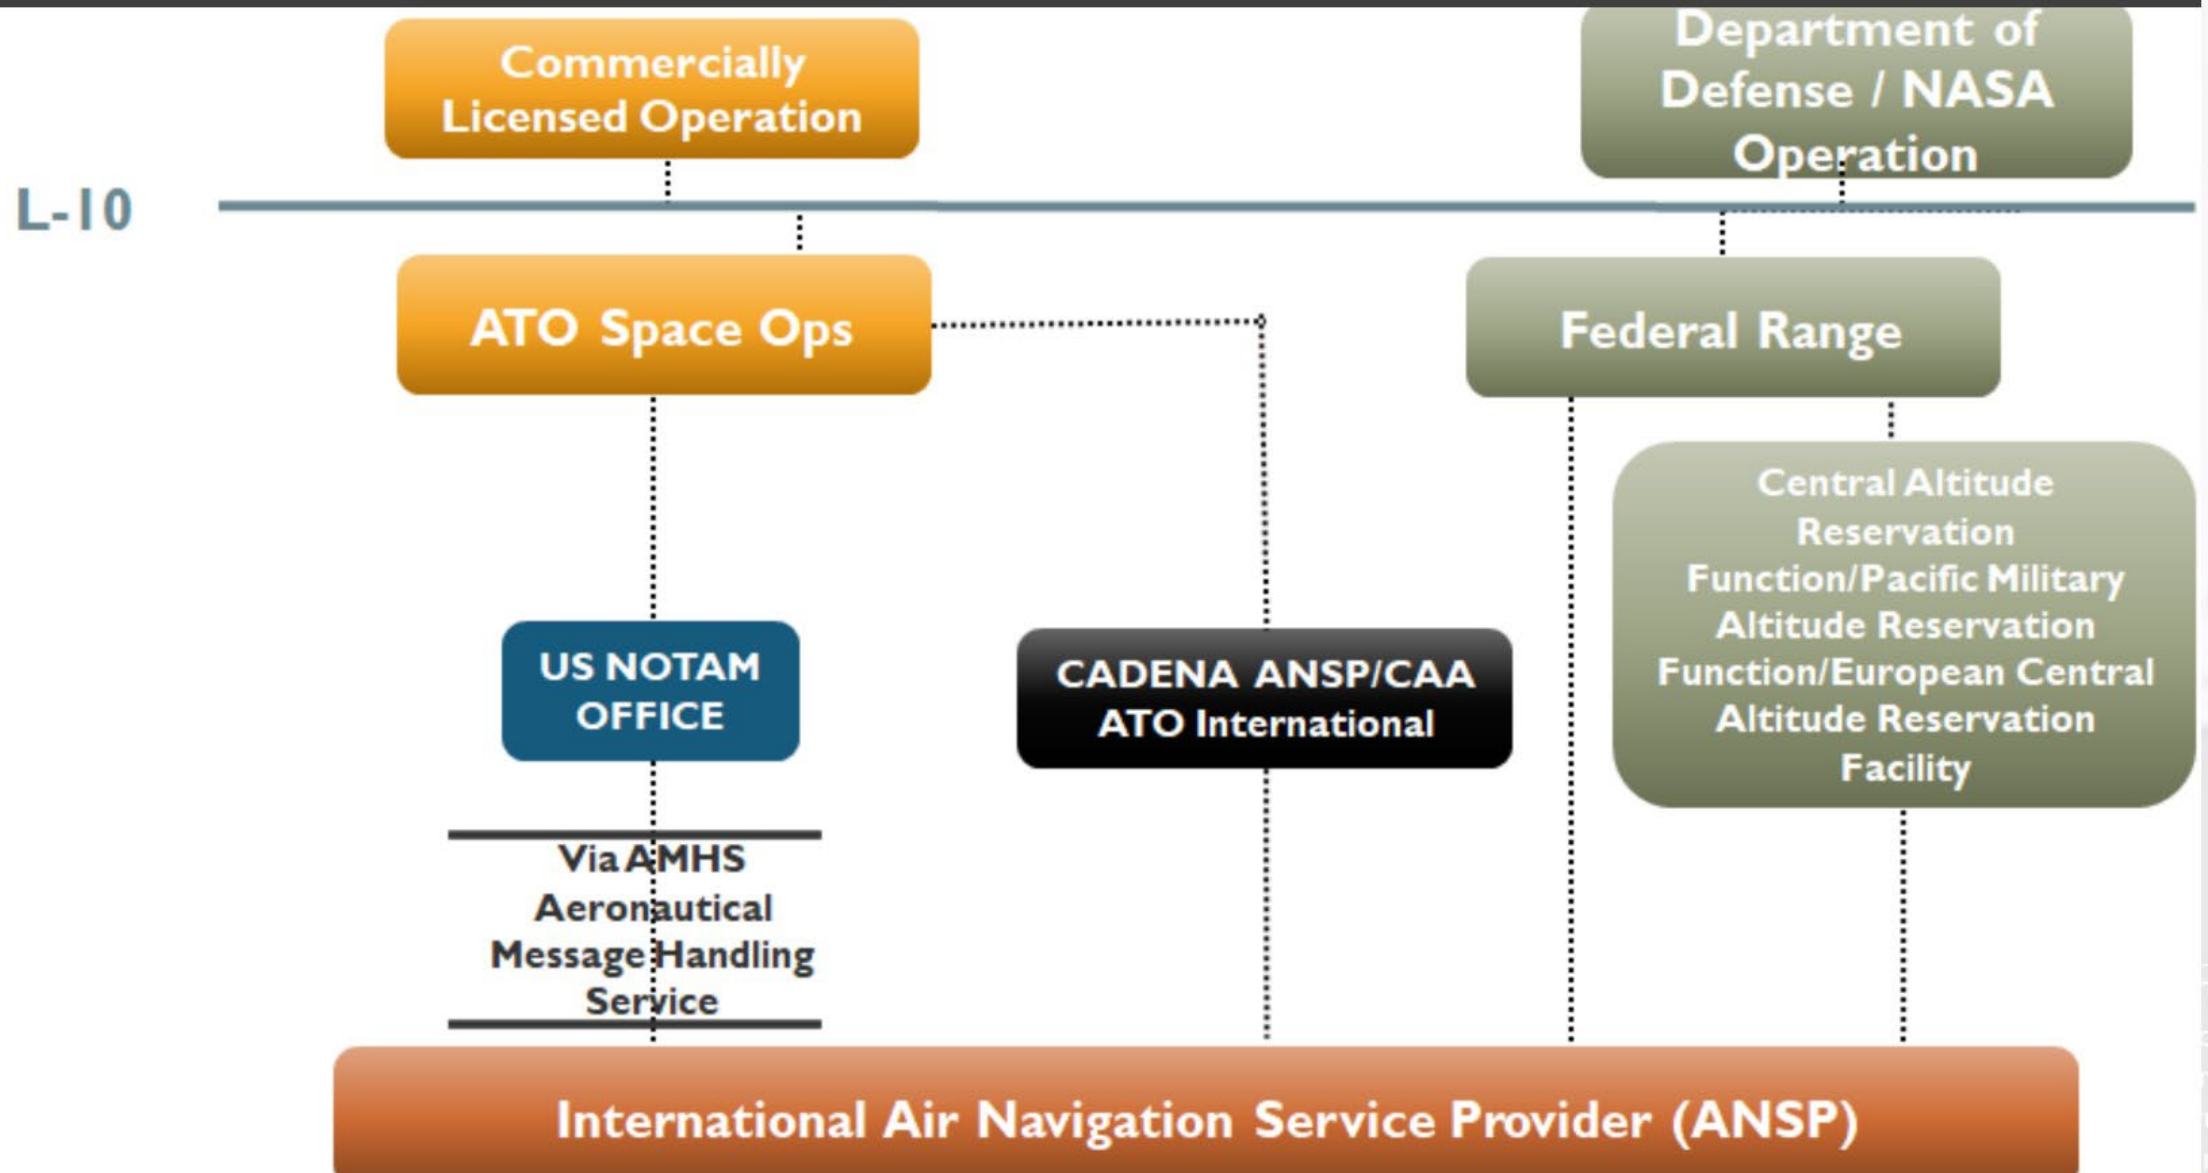 Commercially
Licensed Operation
Department of
Defense / NASA
Operation
L-10
ATO Space Ops
Federal Range
Central Altitude
Reservation
Function/Pacific Military
Altitude Reservation
Function/European Central
Altitude Reservation
Facility
US NOTAM
OFFICE
CADENA ANSP/CAA
ATO International
Via AMHS
Aeronautical
Message Handling
Service
International Air Navigation Service Provider (ANSP)